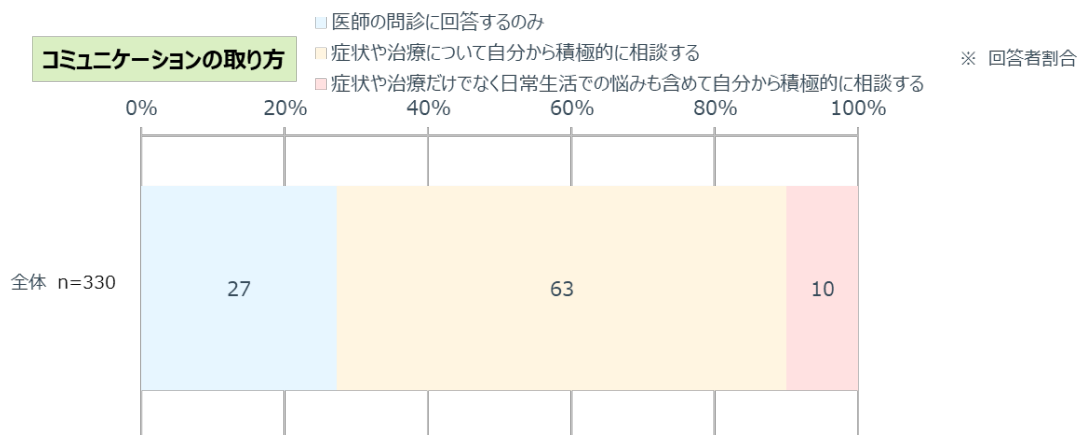 医師の問診に回答するのみ
コミュニケーションの取り方
症状や治療について自分から積極的に相談する
※ 回答者割合
症状や治療だけでなく日常生活での悩みも含めて自分から積極的に相談する
0% 20% 40% 60% 80% 100%
全体 n=330
27 63 10